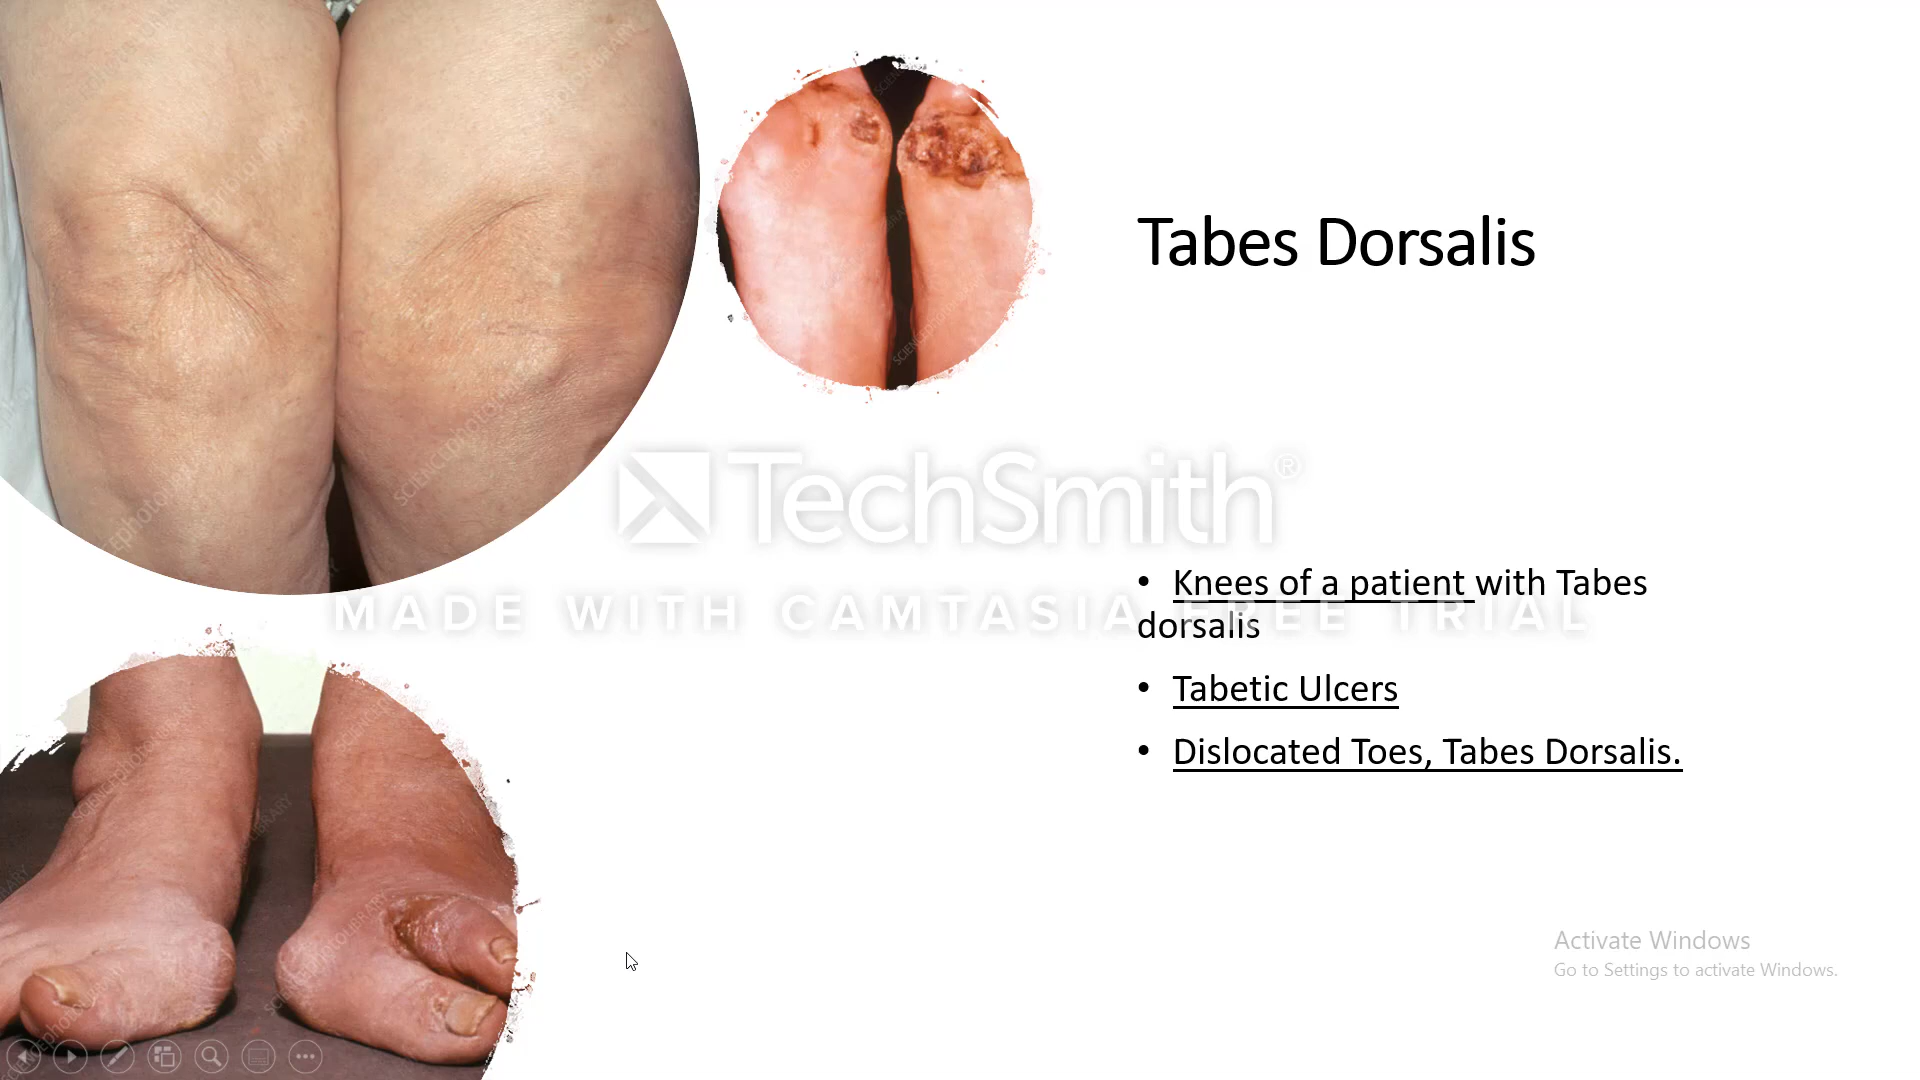 Tabes Dorsalis
TechSmith®
MADE WITH CAMTASIA FREE TRIAL
• Knees of a patient with Tabes
dorsalis
• Tabetic Ulcers
• Dislocated Toes, Tabes Dorsalis.
Activate Windows
Go to Settings to activate Windows.
SCIENCEPHOTOLIBRARY